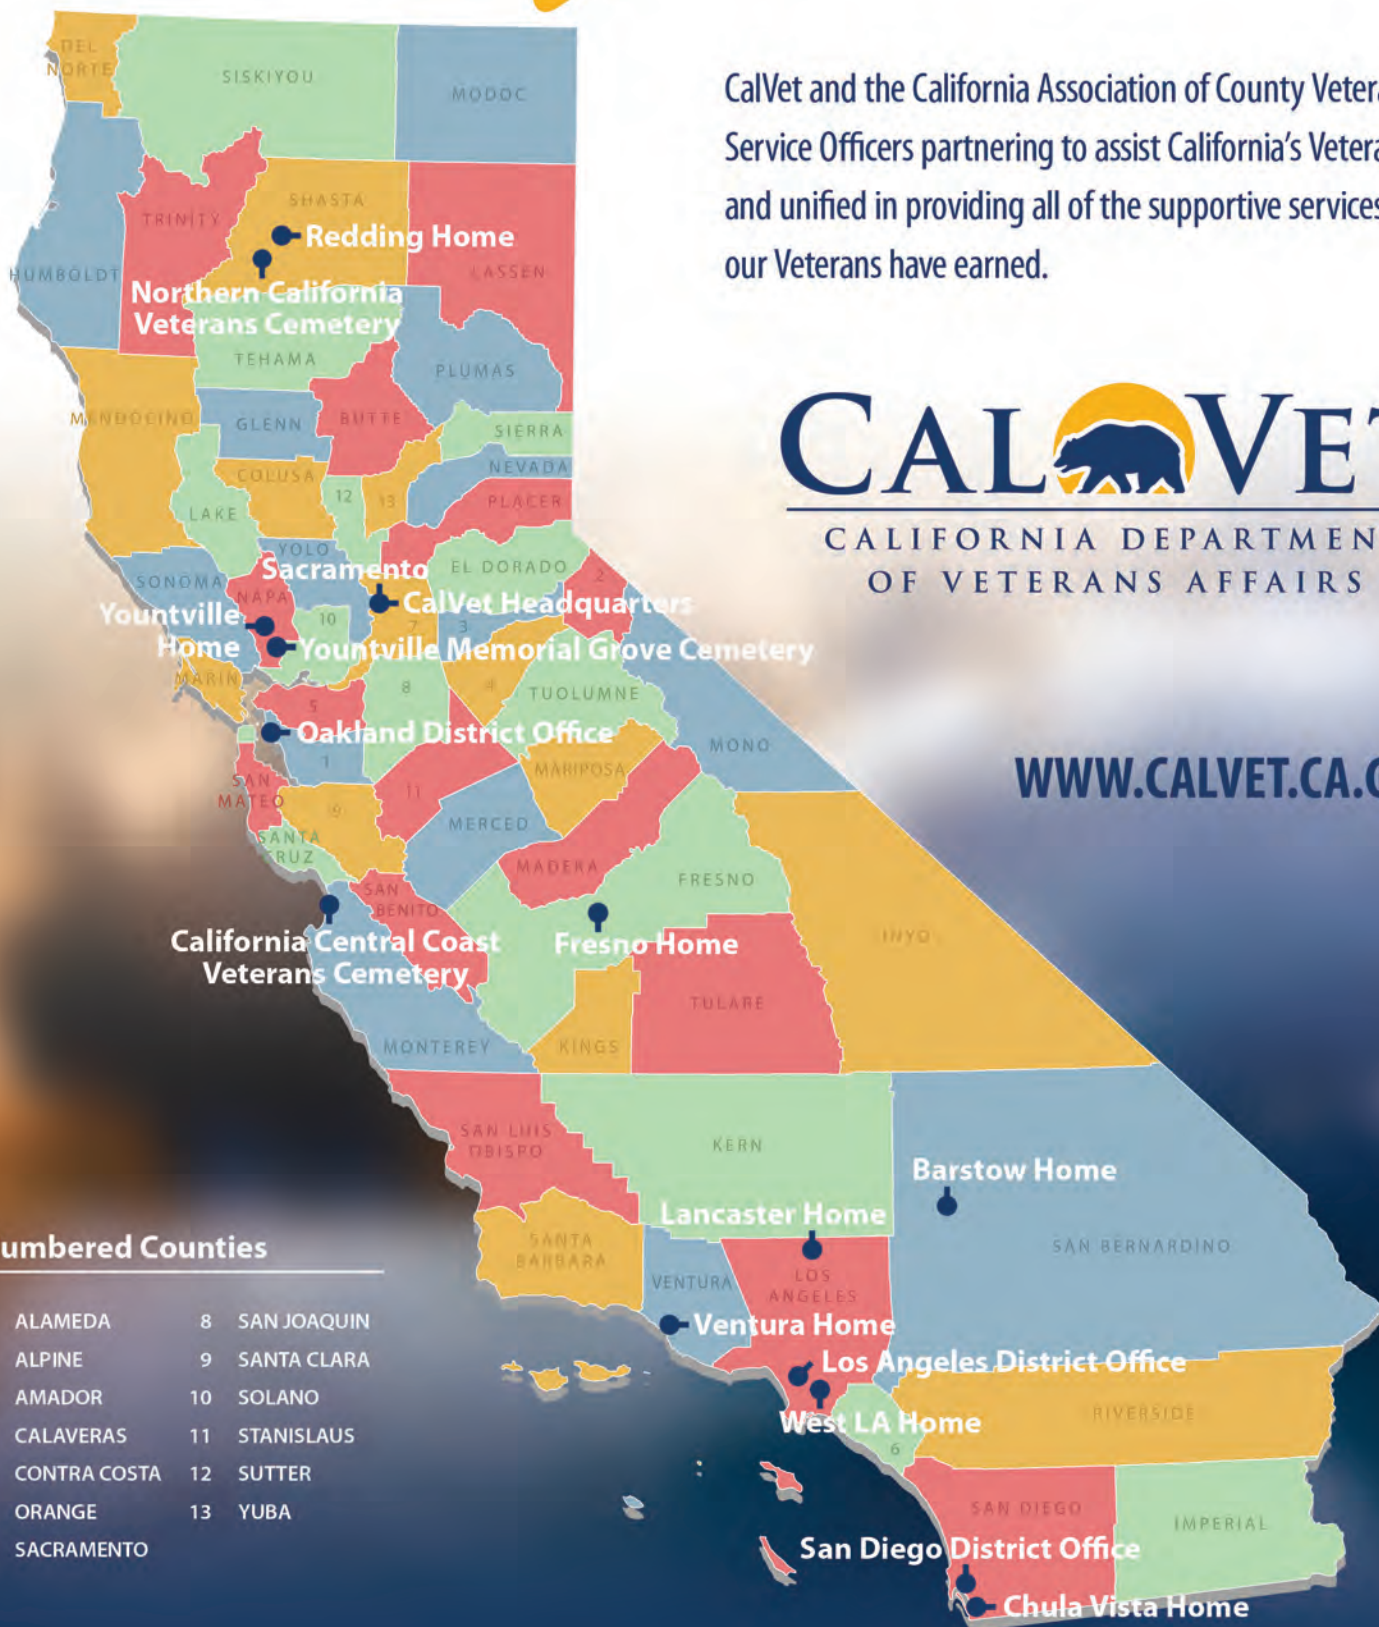 CalVet and the California Association of County Vetera
Service Officers partnering to assist California's Vetera
and unified in providing all of the supportive services
our Veterans have earned.
CALVET
CALIFORNIA DEPARTMEN
OF VETERANS AFFAIRS
WWW.CALVET.CA.G
DEL
NORTE
SISKIYOU
MODOC
TRINITY
SHASTA
Redding Home
HUMBOLDT
LASSEN
Northern California
Veterans Cemetery
TEHAMA
PLUMAS
MENDOCINO
GLENN
BUTTE
SIERRA
NEVADA
COLUSA
12
13
PLACER
LAKE
YOLO
Sacramento
EL DORADO
2
SONOMA
NAPA
CalVet Headquarters
Yountville
Home
10
7
3
Yountville Memorial Grove Cemetery
MARIN
8
4
TUOLUMNE
5
Oakland District Office
1
MONO
SAN
MATEO
11
MARIPOSA
9
MERCED
SANTA
CRUZ
MADERA
FRESNO
SAN
BENITO
California Central Coast
Veterans Cemetery
Fresno Home
INYO
TULARE
MONTEREY
KINGS
SAN LUIS
OBISPO
KERN
Barstow Home
Lancaster Home
SANTA
BARBARA
SAN BERNARDINO
VENTURA
LOS
ANGELES
Ventura Home
Los Angeles District Office
West LA Home
RIVERSIDE
6
SAN DIEGO
IMPERIAL
San Diego District Office
Chula Vista Home
umbered Counties
ALAMEDA 8 SAN JOAQUIN
ALPINE 9 SANTA CLARA
AMADOR 10 SOLANO
CALAVERAS 11 STANISLAUS
CONTRA COSTA 12 SUTTER
ORANGE 13 YUBA
SACRAMENTO